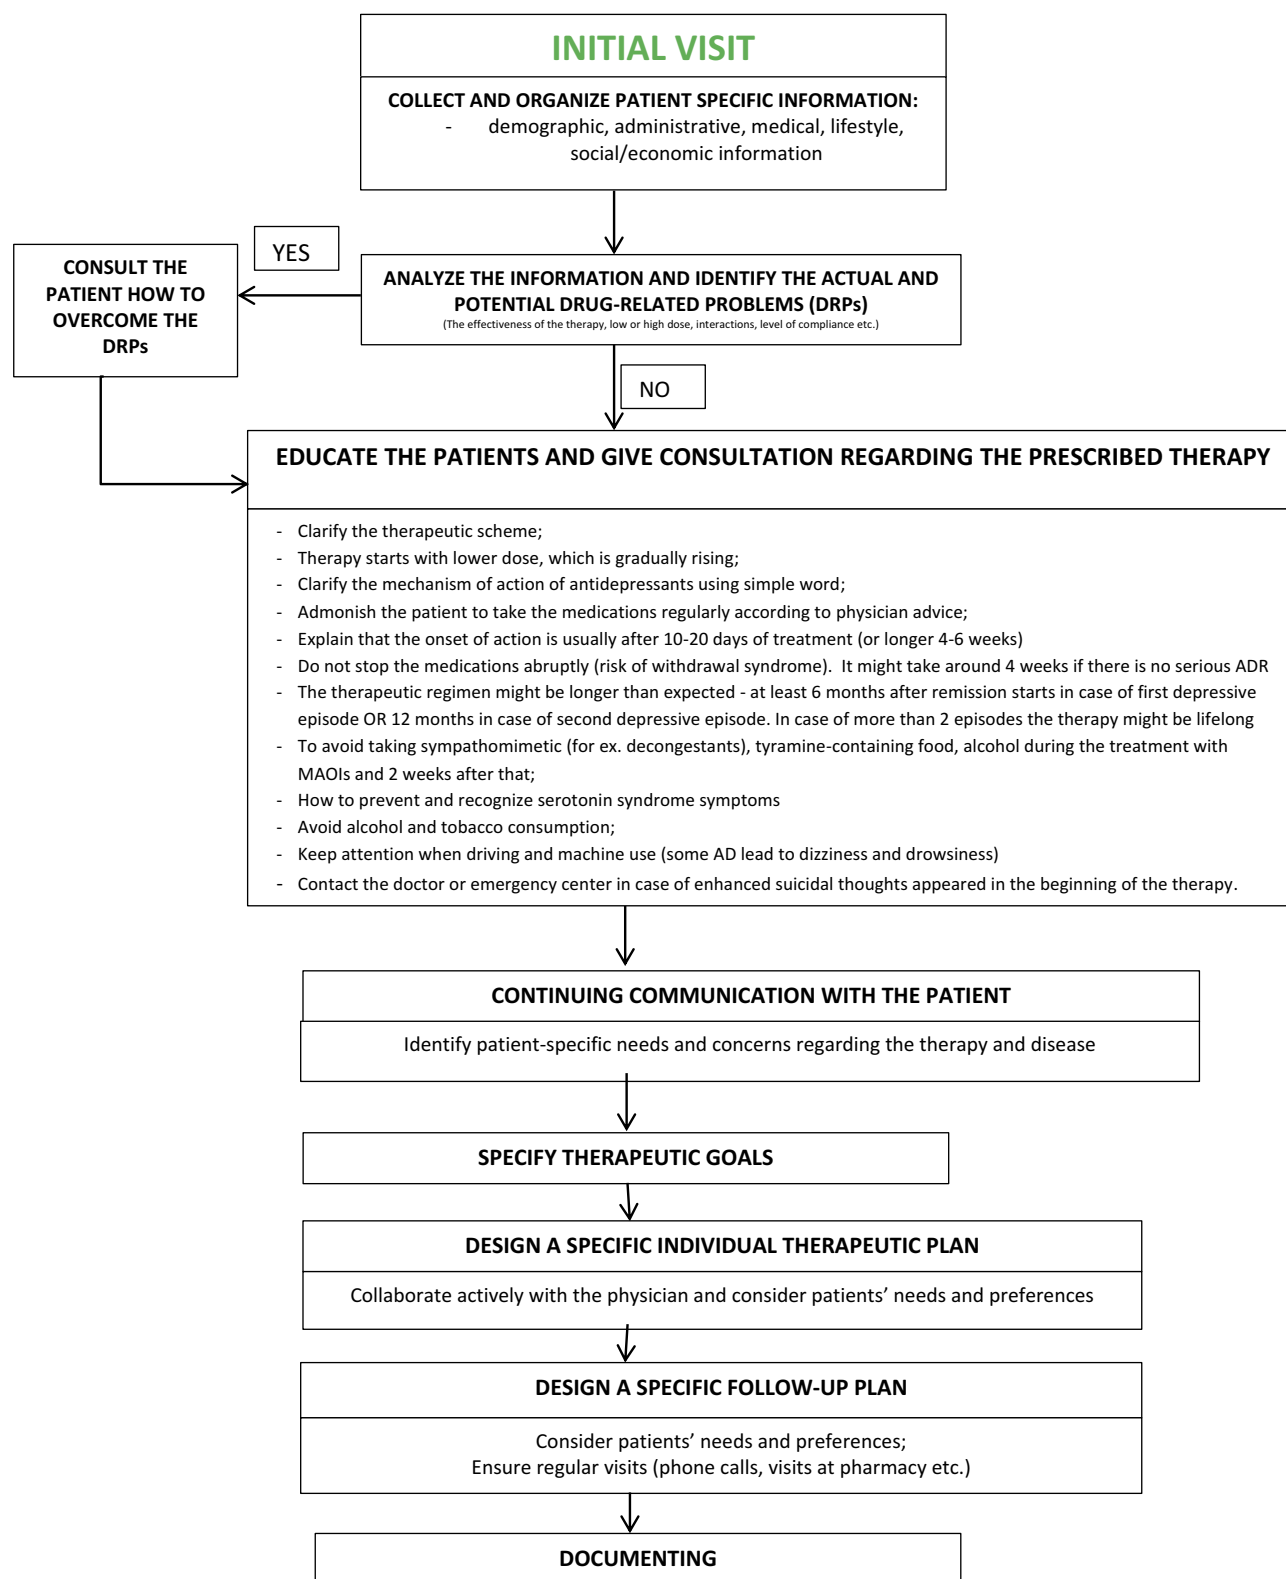 INITIAL VISIT
COLLECT AND ORGANIZE PATIENT SPECIFIC INFORMATION:
- demographic, administrative, medical, lifestyle,
social/economic information
YES
CONSULT THE
PATIENT HOW TO
OVERCOME THE
DRPs
ANALYZE THE INFORMATION AND IDENTIFY THE ACTUAL AND
POTENTIAL DRUG-RELATED PROBLEMS (DRPs)
(The effectiveness of the therapy, low or high dose, interactions, level of compliance etc.)
NO
EDUCATE THE PATIENTS AND GIVE CONSULTATION REGARDING THE PRESCRIBED THERAPY
- Clarify the therapeutic scheme;
- Therapy starts with lower dose, which is gradually rising;
- Clarify the mechanism of action of antidepressants using simple word;
- Admonish the patient to take the medications regularly according to physician advice;
- Explain that the onset of action is usually after 10-20 days of treatment (or longer 4-6 weeks)
- Do not stop the medications abruptly (risk of withdrawal syndrome). It might take around 4 weeks if there is no serious ADR
- The therapeutic regimen might be longer than expected - at least 6 months after remission starts in case of first depressive
episode OR 12 months in case of second depressive episode. In case of more than 2 episodes the therapy might be lifelong
- To avoid taking sympathomimetic (for ex. decongestants), tyramine-containing food, alcohol during the treatment with
MAOIs and 2 weeks after that;
- How to prevent and recognize serotonin syndrome symptoms
- Avoid alcohol and tobacco consumption;
- Keep attention when driving and machine use (some AD lead to dizziness and drowsiness)
- Contact the doctor or emergency center in case of enhanced suicidal thoughts appeared in the beginning of the therapy.
CONTINUING COMMUNICATION WITH THE PATIENT
Identify patient-specific needs and concerns regarding the therapy and disease
SPECIFY THERAPEUTIC GOALS
DESIGN A SPECIFIC INDIVIDUAL THERAPEUTIC PLAN
Collaborate actively with the physician and consider patients’ needs and preferences
DESIGN A SPECIFIC FOLLOW-UP PLAN
Consider patients’ needs and preferences;
Ensure regular visits (phone calls, visits at pharmacy etc.)
DOCUMENTING